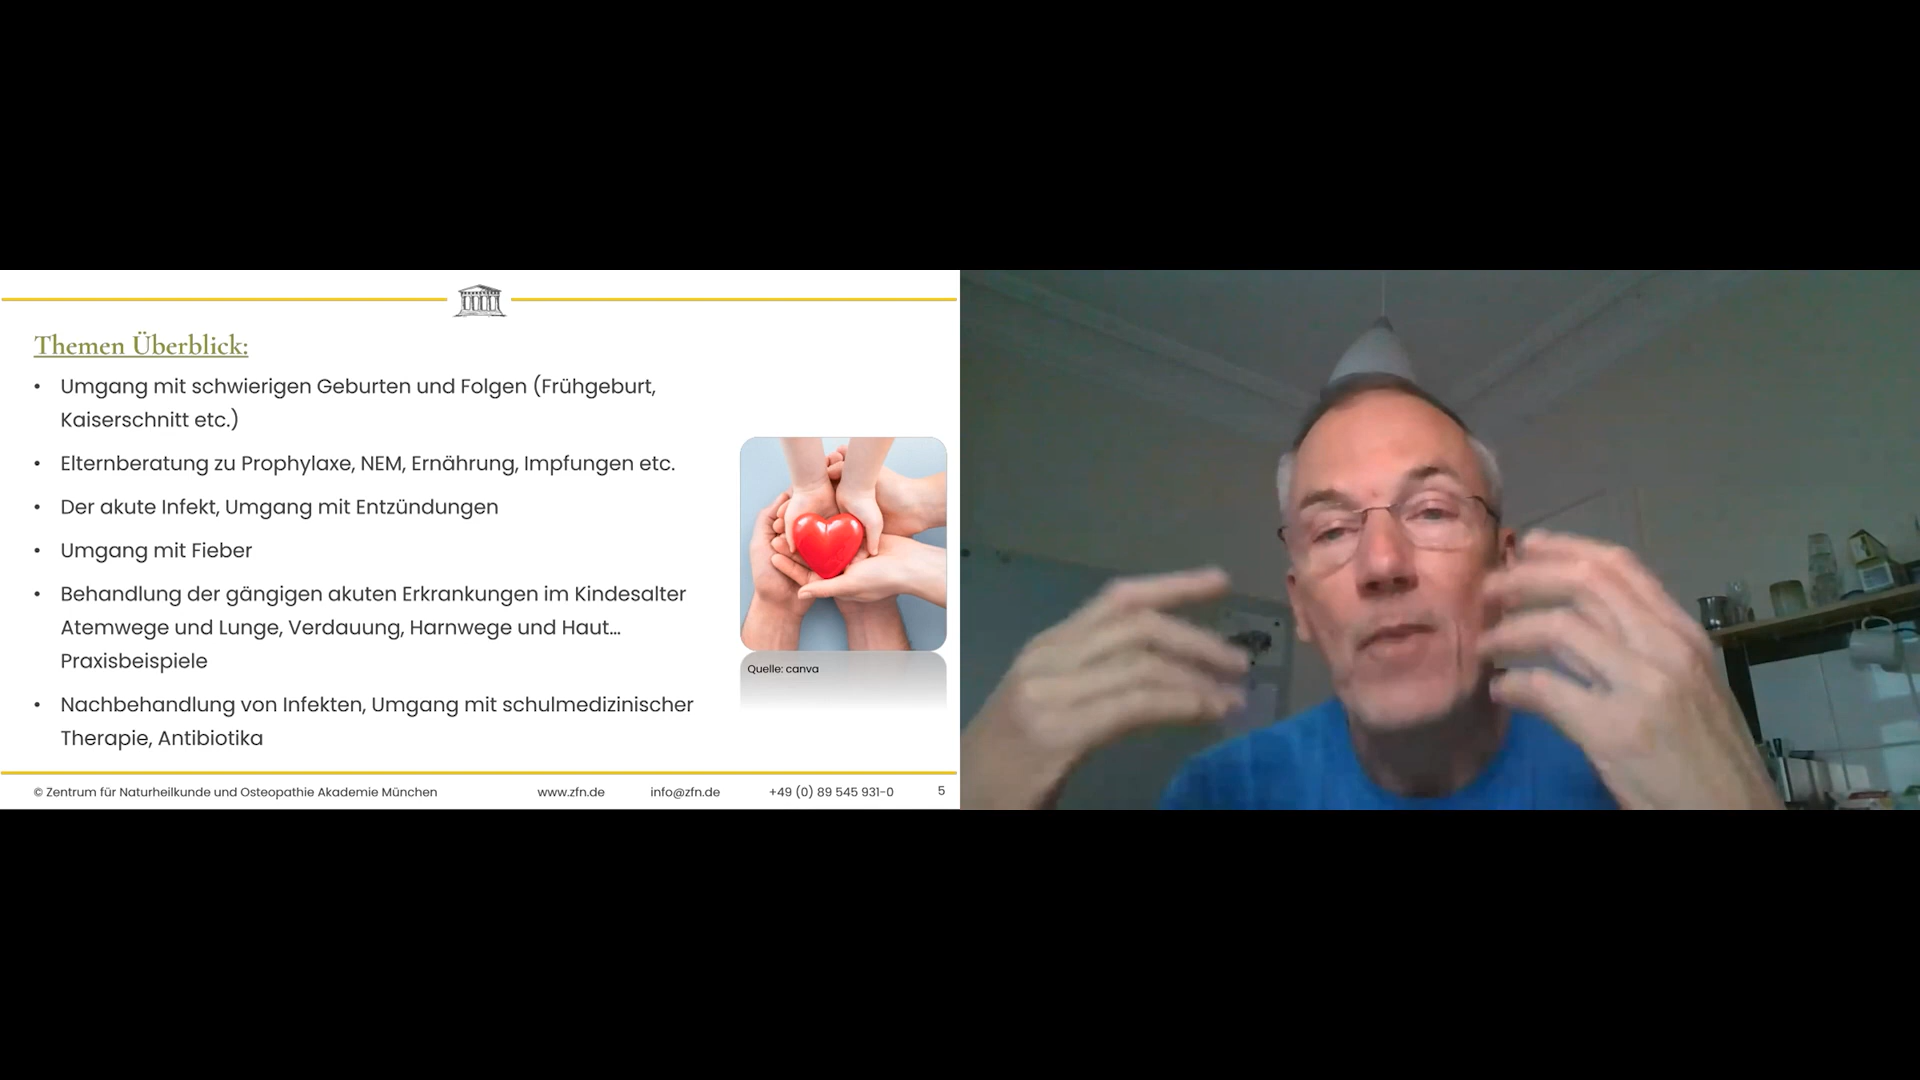 Themen Überblick:
• Umgang mit schwierigen Geburten und Folgen (Frühgeburt,
Kaiserschnitt etc.)
• Elternberatung zu Prophylaxe, NEM, Ernährung, Impfungen etc.
• Der akute Infekt, Umgang mit Entzündungen
• Umgang mit Fieber
• Behandlung der gängigen akuten Erkrankungen im Kindesalter
Atemwege und Lunge, Verdauung, Harnwege und Haut...
Praxisbeispiele
• Nachbehandlung von Infekten, Umgang mit schulmedizinischer
Therapie, Antibiotika
Quelle: canva
© Zentrum für Naturheilkunde und Osteopathie Akademie München www.zfn.de info@zfn.de +49 (0) 89 545 931-0 5